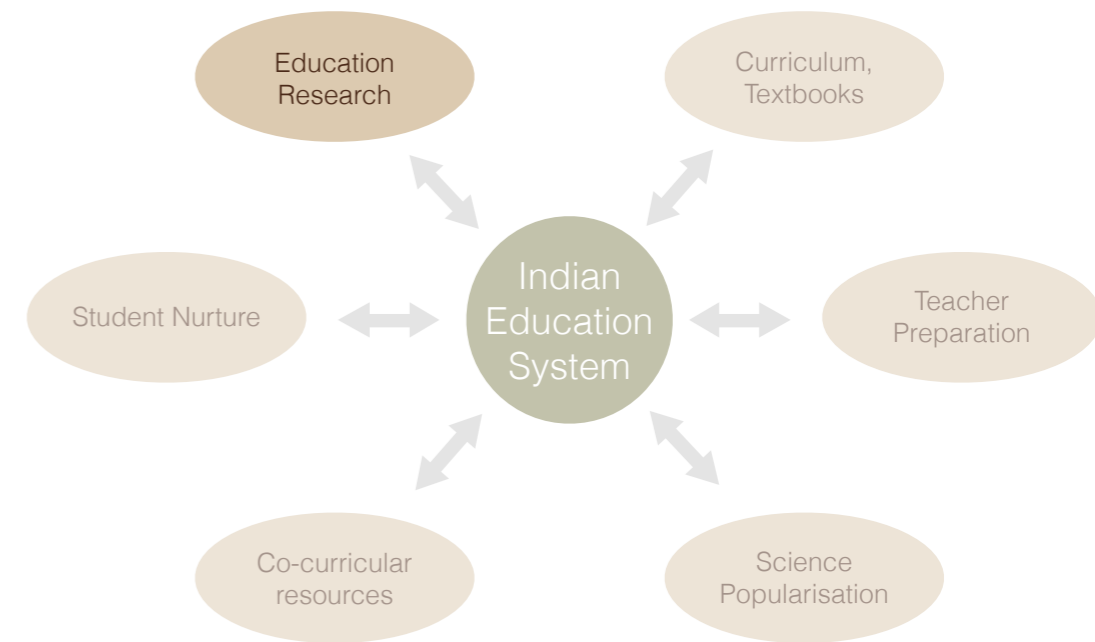 Education
Research
Curriculum,
Textbooks
Indian
Education
System
Student Nurture
Teacher
Preparation
Co-curricular
resources
Science
Popularisation